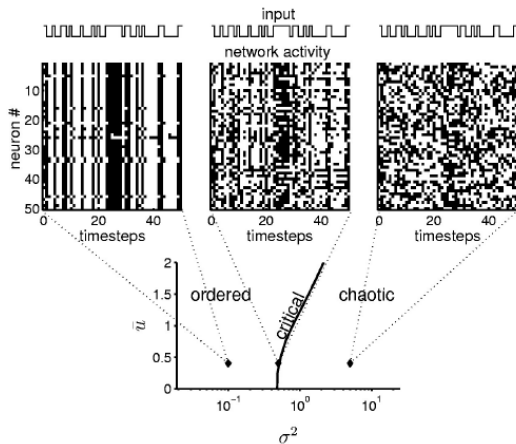 input
network activity
neuron #
10
20
30
40
50
0 20 40
timesteps
0 20 40
timesteps
0 20 40
timesteps
ordered
critical
chaotic
ū
2
1.5
1
0.5
0
10⁻¹ 10⁰ 10¹
σ²